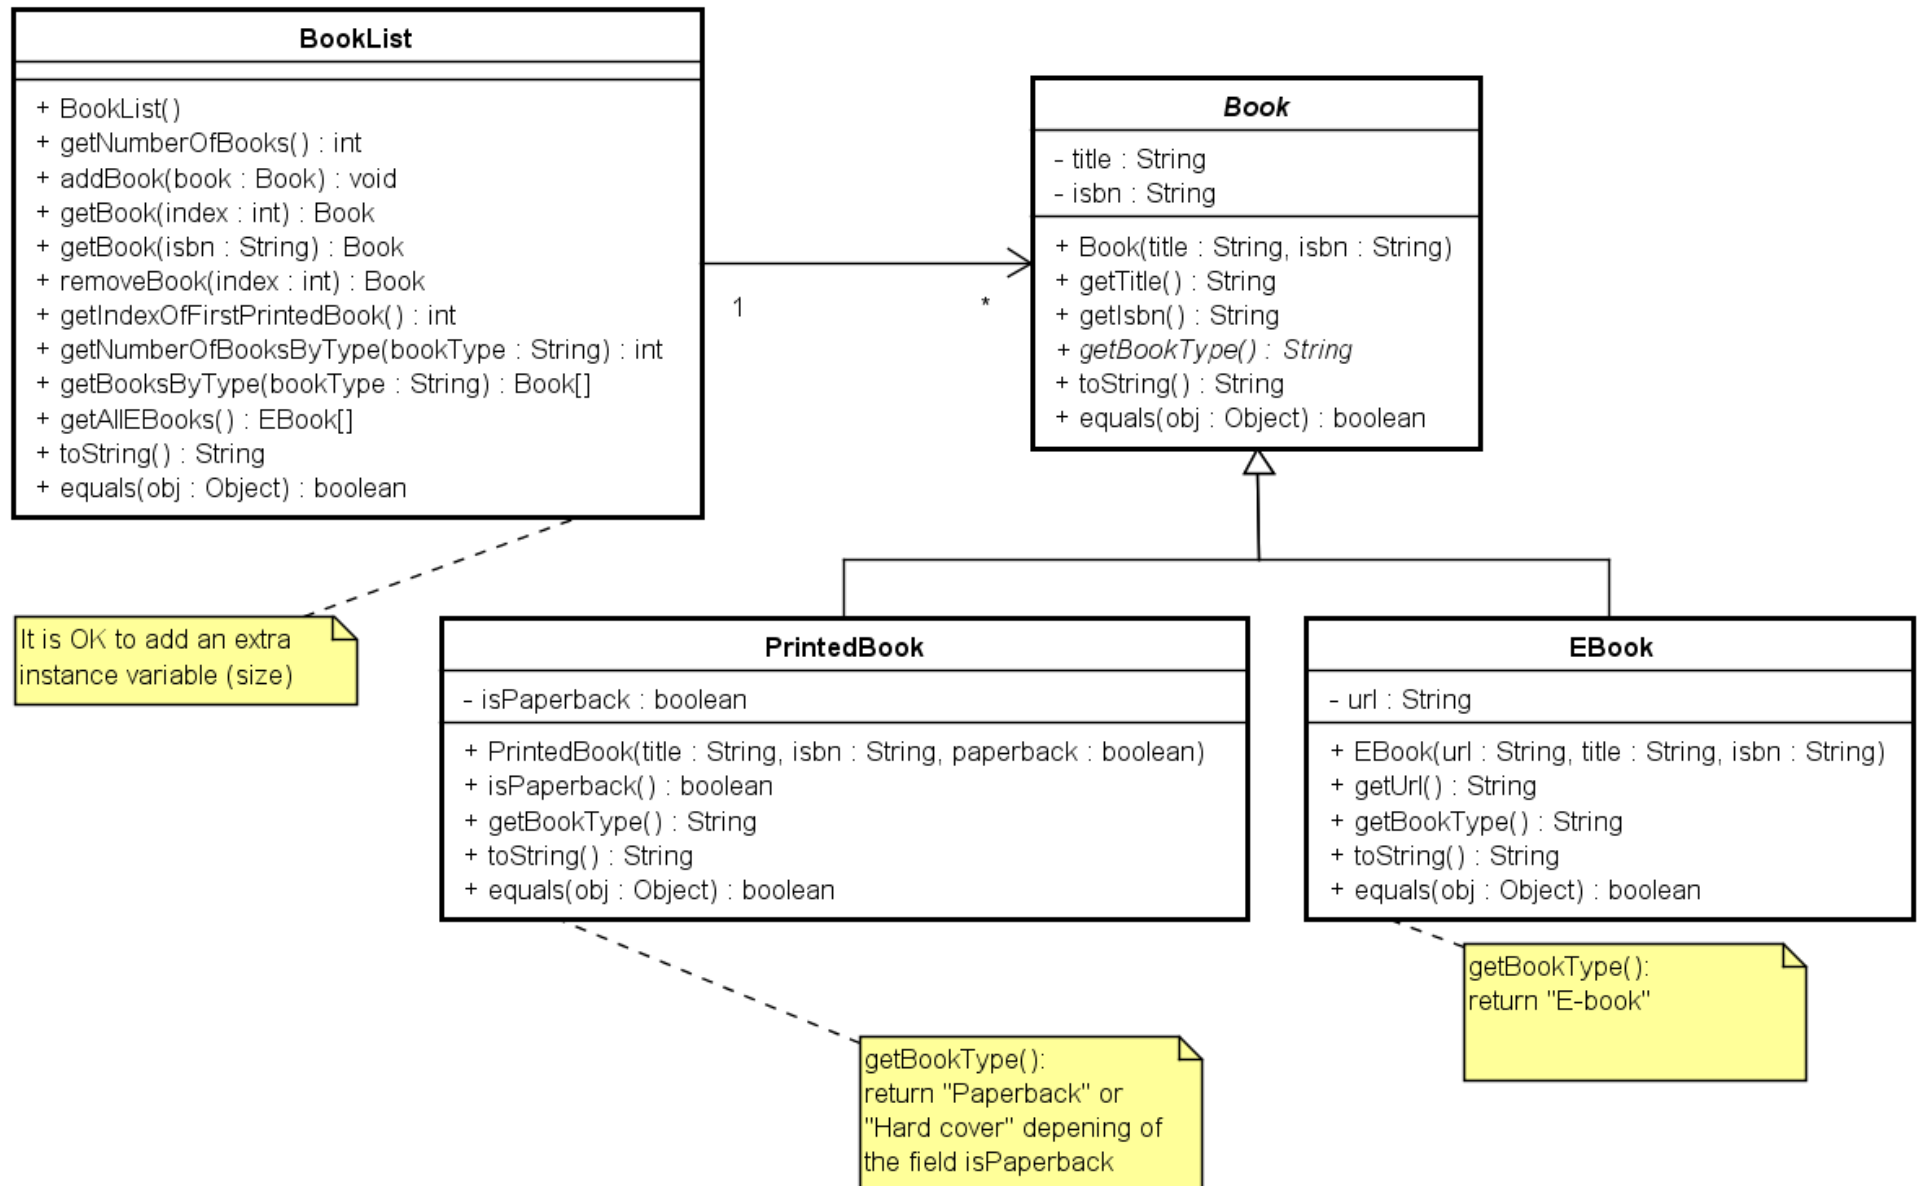 BookList
+ BookList()
+ getNumberOfBooks() : int
+ addBook(book : Book) : void
+ getBook(index : int) : Book
+ getBook(isbn : String) : Book
+ removeBook(index : int) : Book
+ getIndexOfFirstPrintedBook() : int
+ getNumberOfBooksByType(bookType : String) : int
+ getBooksByType(bookType : String) : Book[]
+ getAllEBooks() : EBook[]
+ toString() : String
+ equals(obj : Object) : boolean
1
*
Book
- title : String
- isbn : String
+ Book(title : String, isbn : String)
+ getTitle() : String
+ getIsbn() : String
+ getBookType() : String
+ toString() : String
+ equals(obj : Object) : boolean
It is OK to add an extra
instance variable (size)
PrintedBook
- isPaperback : boolean
+ PrintedBook(title : String, isbn : String, paperback : boolean)
+ isPaperback() : boolean
+ getBookType() : String
+ toString() : String
+ equals(obj : Object) : boolean
EBook
- url : String
+ EBook(url : String, title : String, isbn : String)
+ getUrl() : String
+ getBookType() : String
+ toString() : String
+ equals(obj : Object) : boolean
getBookType():
return "E-book"
getBookType():
return "Paperback" or
"Hard cover" depening of
the field isPaperback